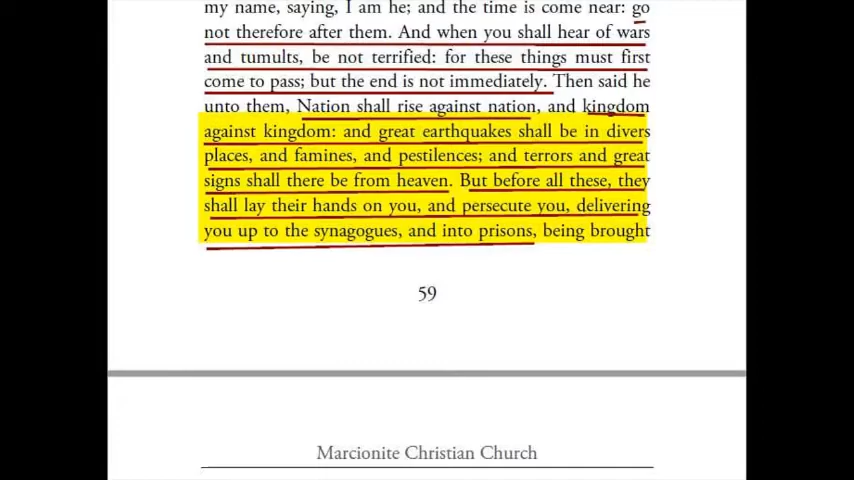 my name, saying, I am he; and the time is come near: go
not therefore after them. And when you shall hear of wars
and tumults, be not terrified: for these things must first
come to pass; but the end is not immediately. Then said he
unto them, Nation shall rise against nation, and kingdom
against kingdom: and great earthquakes shall be in divers
places, and famines, and pestilences; and terrors and great
signs shall there be from heaven. But before all these, they
shall lay their hands on you, and persecute you, delivering
you up to the synagogues, and into prisons, being brought
59
Marcionite Christian Church